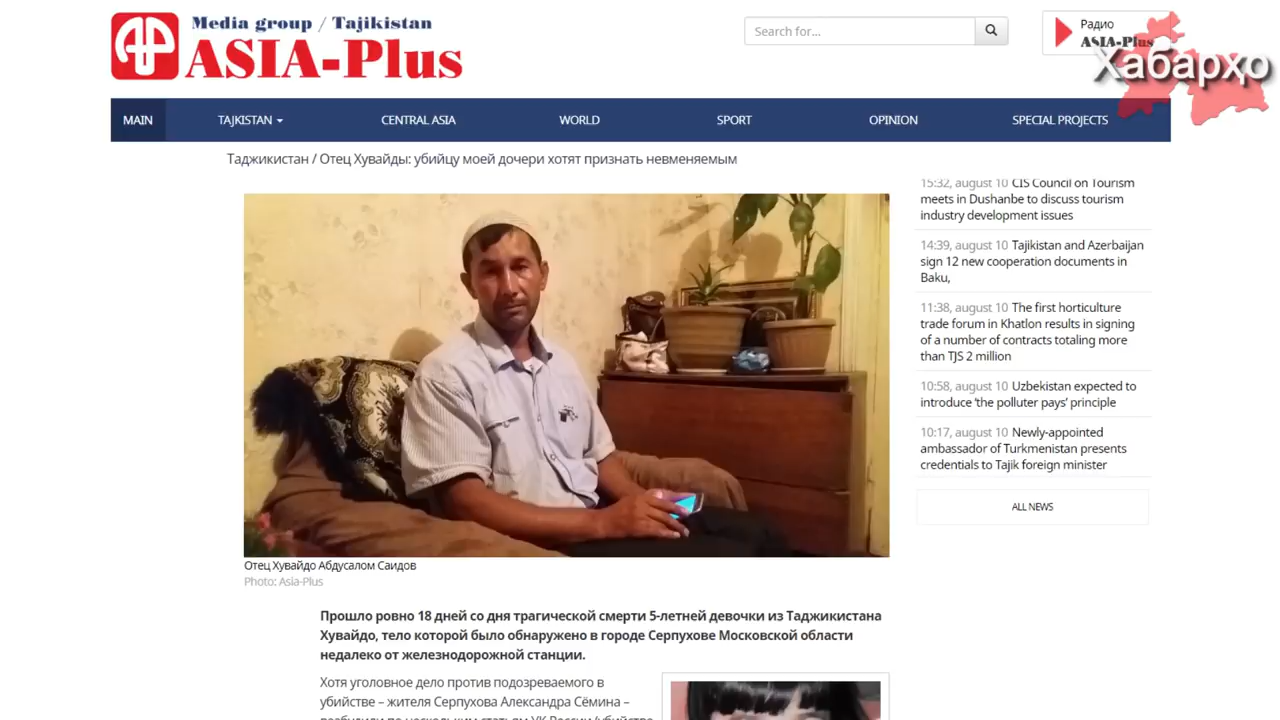 Media group / Tajikistan
ASIA-Plus
Search for...
Радио
ASIA-Plus
Хабарҳо
MAIN
TAJKISTAN
CENTRAL ASIA
WORLD
SPORT
OPINION
SPECIAL PROJECTS
Таджикистан / Отец Хувайды: убийцу моей дочери хотят признать невменяемым
15:32, august 10 CIS Council on Tourism
meets in Dushanbe to discuss tourism
industry development issues
14:39, august 10 Tajikistan and Azerbaijan
sign 12 new cooperation documents in
Baku,
11:38, august 10 The first horticulture
trade forum in Khatlon results in signing
of a number of contracts totaling more
than TJS 2 million
10:58, august 10 Uzbekistan expected to
introduce ‘the polluter pays’ principle
10:17, august 10 Newly-appointed
ambassador of Turkmenistan presents
credentials to Tajik foreign minister
ALL NEWS
Отец Хувайдо Абдусалом Саидов
Photo: Asia-Plus
Прошло ровно 18 дней со дня трагической смерти 5-летней девочки из Таджикистана
Хувайдо, тело которой было обнаружено в городе Серпухове Московской области
недалеко от железнодорожной станции.
Хотя уголовное дело против подозреваемого в
убийстве – жителя Серпухова Александра Сёмина –
возбудили по нескольким статьям УК России (убийство